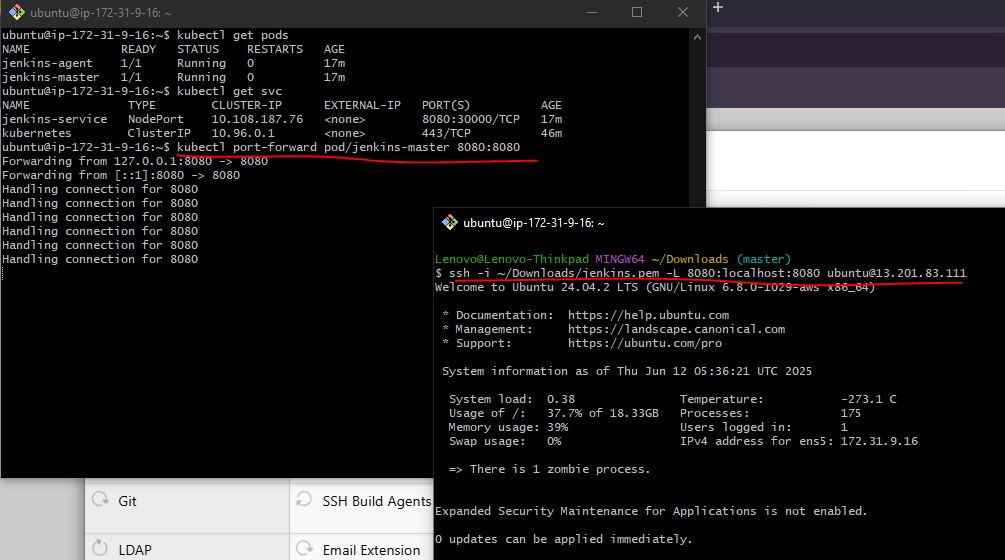 ubuntu@ip-172-31-9-16: ~
ubuntu@ip-172-31-9-16:~$ kubectl get pods
NAME READY STATUS RESTARTS AGE
jenkins-agent 1/1 Running 0 17m
jenkins-master 1/1 Running 0 17m
ubuntu@ip-172-31-9-16:~$ kubectl get svc
NAME TYPE CLUSTER-IP EXTERNAL-IP PORT(S) AGE
jenkins-service NodePort 10.108.187.76 <none> 8080:30000/TCP 17m
kubernetes ClusterIP 10.96.0.1 <none> 443/TCP 46m
ubuntu@ip-172-31-9-16:~$ kubectl port-forward pod/jenkins-master 8080:8080
Forwarding from 127.0.0.1:8080 -> 8080
Forwarding from [::1]:8080 -> 8080
Handling connection for 8080
Handling connection for 8080
Handling connection for 8080
Handling connection for 8080
Handling connection for 8080
Handling connection for 8080
ubuntu@ip-172-31-9-16: ~
Lenovo@Lenovo-Thinkpad MINGW64 ~/Downloads (master)
$ ssh -i ~/Downloads/jenkins.pem -L 8080:localhost:8080 ubuntu@13.201.83.111
Welcome to Ubuntu 24.04.2 LTS (GNU/Linux 6.8.0-1029-aws x86_64)
* Documentation: https://help.ubuntu.com
* Management: https://landscape.canonical.com
* Support: https://ubuntu.com/pro
System information as of Thu Jun 12 05:36:21 UTC 2025
System load: 0.38 Temperature: -273.1 C
Usage of /: 37.7% of 18.33GB Processes: 175
Memory usage: 39% Users logged in: 1
Swap usage: 0% IPv4 address for ens5: 172.31.9.16
=> There is 1 zombie process.
Expanded Security Maintenance for Applications is not enabled.
0 updates can be applied immediately.
Git
SSH Build Agents
LDAP
Email Extension